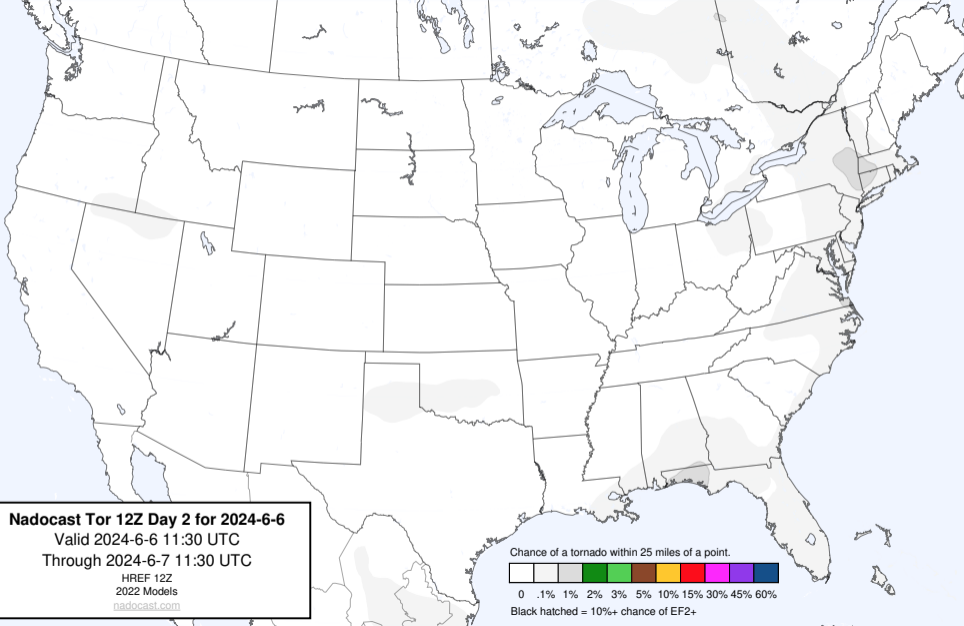 Nadocast Tor 12Z Day 2 for 2024-6-6
Valid 2024-6-6 11:30 UTC
Through 2024-6-7 11:30 UTC
HREF 12Z
2022 Models
nadocast.com
Chance of a tornado within 25 miles of a point.
0 .1% 1% 2% 3% 5% 10% 15% 30% 45% 60%
Black hatched = 10%+ chance of EF2+